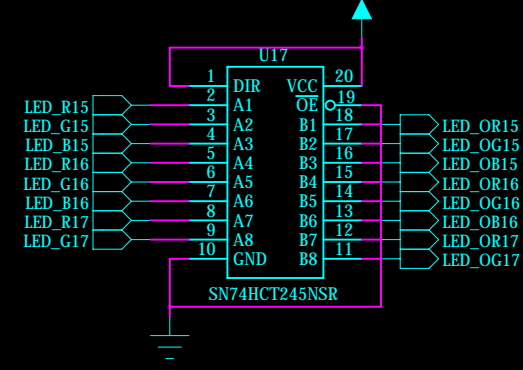 U17
1 DIR VCC 20
LED_R15 2 A1 OE 19
LED_G15 3 A2 B1 18 LED_OR15
LED_B15 4 A3 B2 17 LED_OG15
LED_R16 5 A4 B3 16 LED_OB15
LED_G16 6 A5 B4 15 LED_OR16
LED_B16 7 A6 B5 14 LED_OG16
LED_R17 8 A7 B6 13 LED_OB16
LED_G17 9 A8 B7 12 LED_OR17
10 GND B8 11 LED_OG17
SN74HCT245NSR